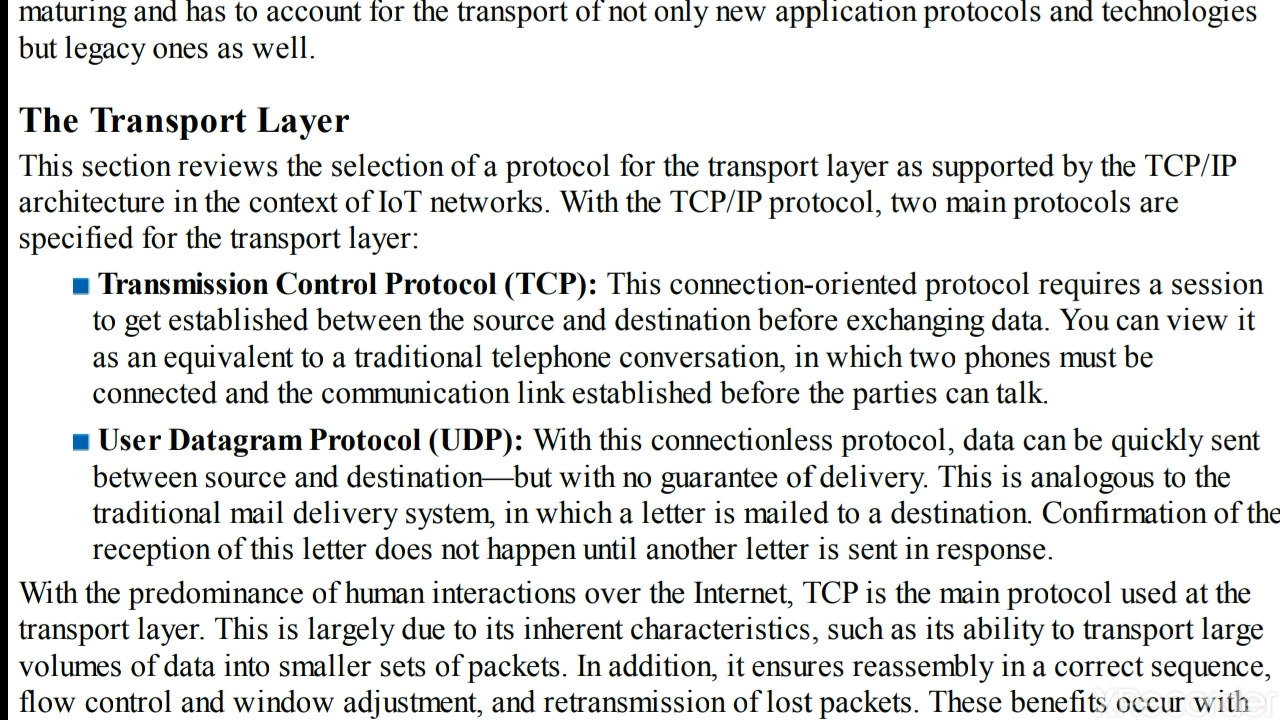 maturing and has to account for the transport of not only new application protocols and technologies
but legacy ones as well.
The Transport Layer
This section reviews the selection of a protocol for the transport layer as supported by the TCP/IP
architecture in the context of IoT networks. With the TCP/IP protocol, two main protocols are
specified for the transport layer:
Transmission Control Protocol (TCP): This connection-oriented protocol requires a session
to get established between the source and destination before exchanging data. You can view it
as an equivalent to a traditional telephone conversation, in which two phones must be
connected and the communication link established before the parties can talk.
User Datagram Protocol (UDP): With this connectionless protocol, data can be quickly sent
between source and destination—but with no guarantee of delivery. This is analogous to the
traditional mail delivery system, in which a letter is mailed to a destination. Confirmation of the
reception of this letter does not happen until another letter is sent in response.
With the predominance of human interactions over the Internet, TCP is the main protocol used at the
transport layer. This is largely due to its inherent characteristics, such as its ability to transport large
volumes of data into smaller sets of packets. In addition, it ensures reassembly in a correct sequence,
flow control and window adjustment, and retransmission of lost packets. These benefits occur with
XRecorder